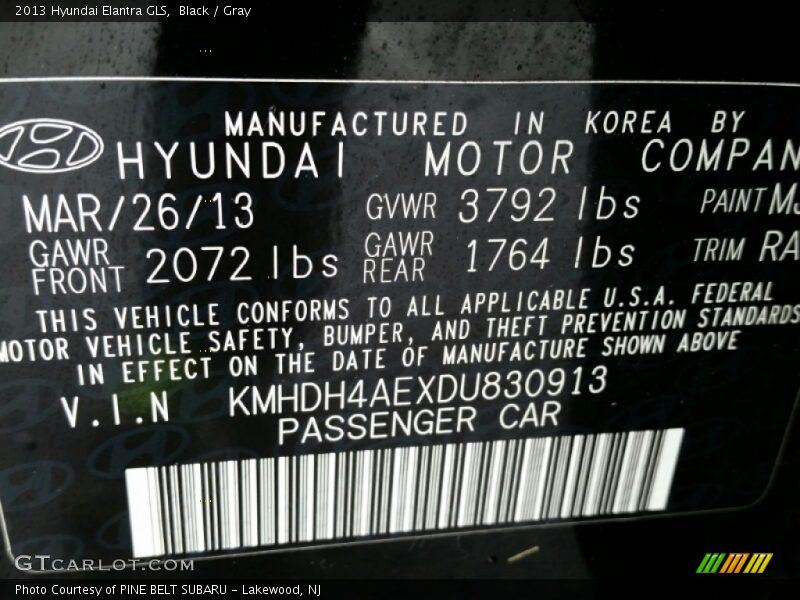 2013 Hyundai Elantra GLS, Black / Gray
MANUFACTURED IN KOREA BY
HYUNDAI MOTOR COMPAN
MAR/26/13 GVWR 3792 lbs PAINT
GAWR FRONT 2072 lbs GAWR REAR 1764 lbs TRIM RA
THIS VEHICLE CONFORMS TO ALL APPLICABLE U.S.A. FEDERAL
MOTOR VEHICLE SAFETY, BUMPER, AND THEFT PREVENTION STANDARDS
IN EFFECT ON THE DATE OF MANUFACTURE SHOWN ABOVE
V.I.N KMHDH4AEXDU830913
PASSENGER CAR
GTCARLOT.COM
Photo Courtesy of PINE BELT SUBARU - Lakewood, NJ